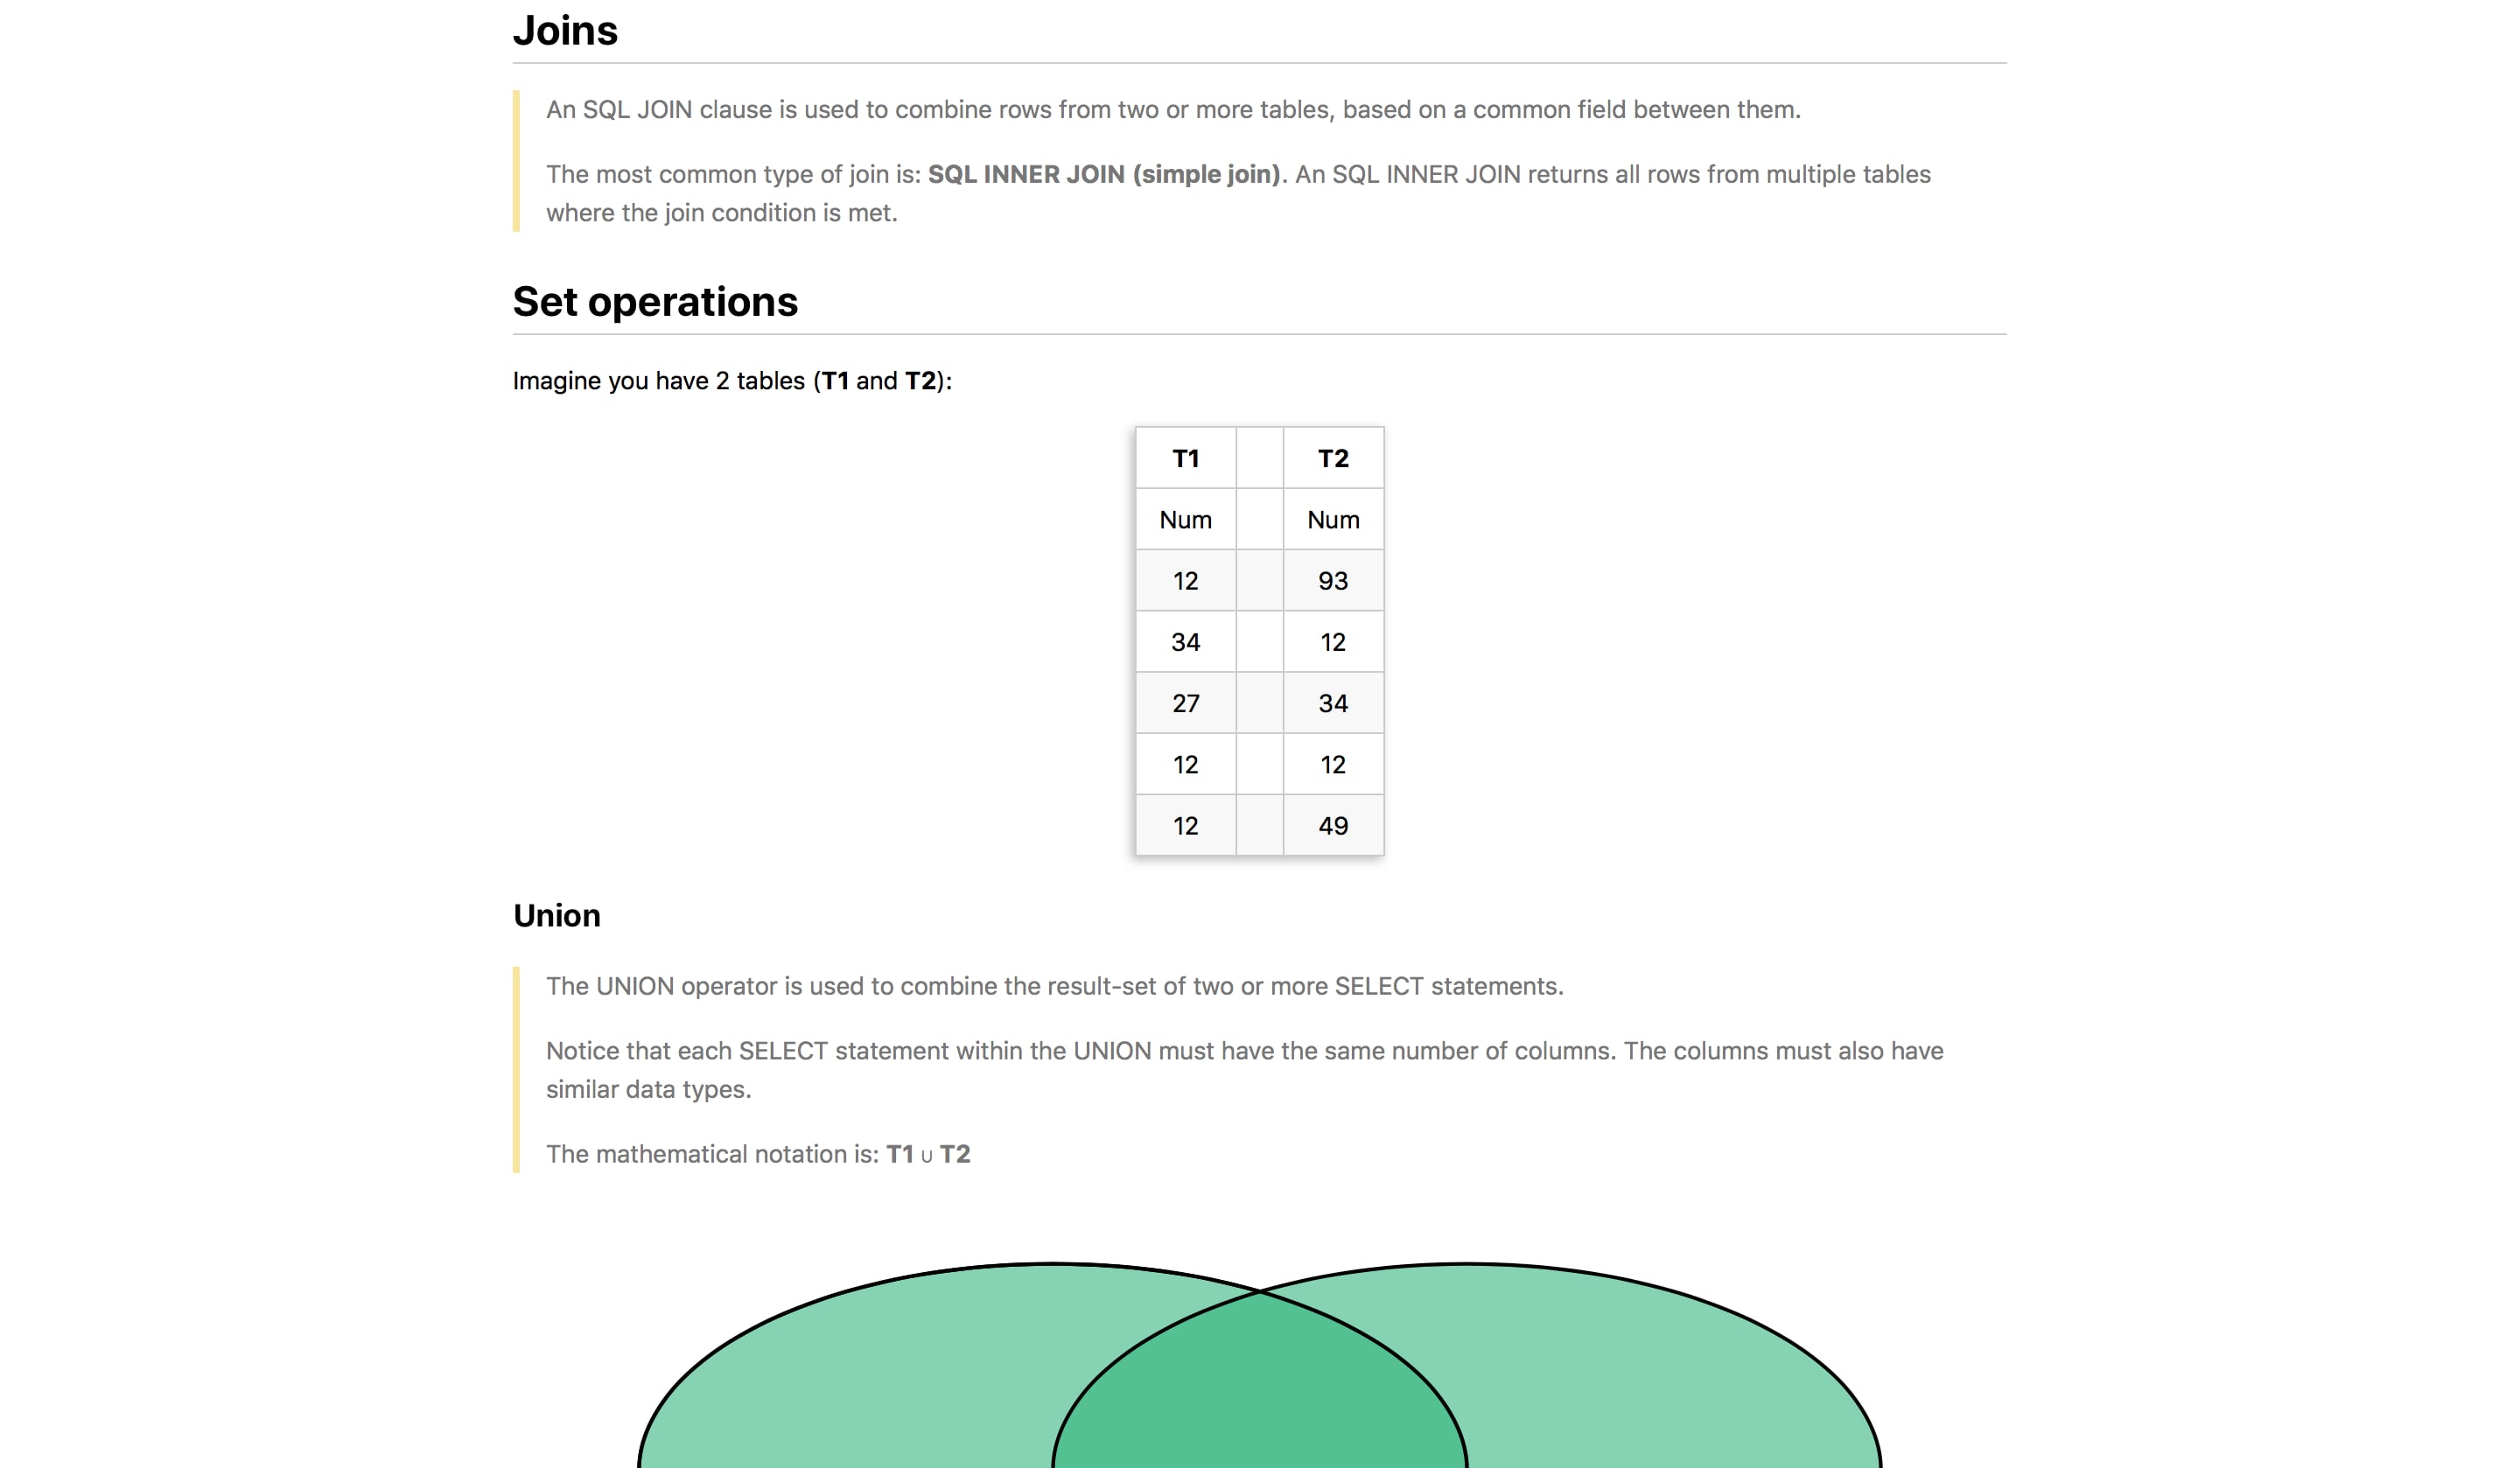 Joins
An SQL JOIN clause is used to combine rows from two or more tables, based on a common field between them.
The most common type of join is: SQL INNER JOIN (simple join). An SQL INNER JOIN returns all rows from multiple tables
where the join condition is met.
Set operations
Imagine you have 2 tables (T1 and T2):
T1 T2
Num Num
12 93
34 12
27 34
12 12
12 49
Union
The UNION operator is used to combine the result-set of two or more SELECT statements.
Notice that each SELECT statement within the UNION must have the same number of columns. The columns must also have
similar data types.
The mathematical notation is: T1 ∪ T2